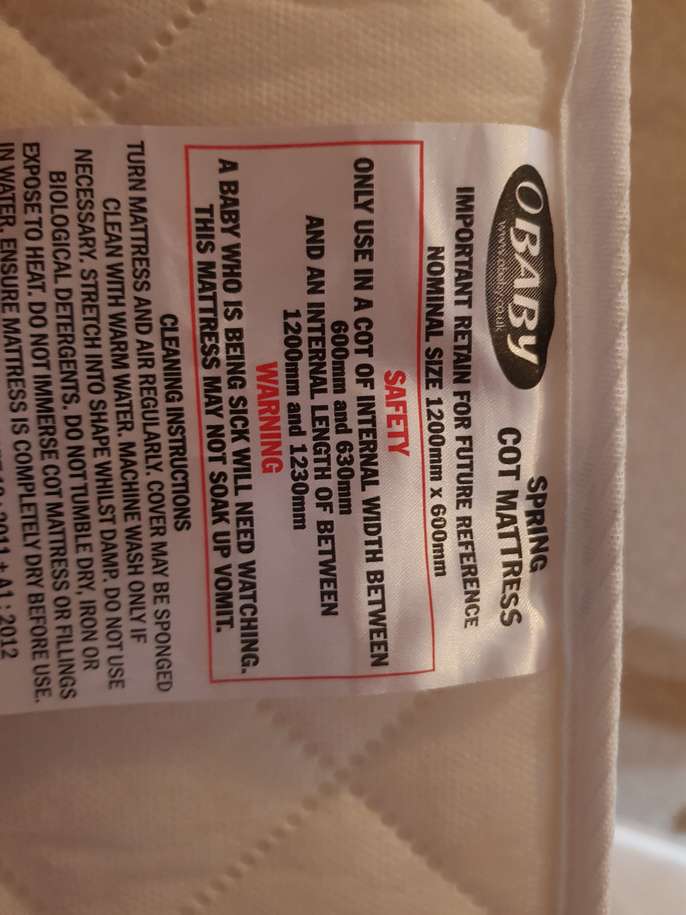 OBABY
www.obaby.co.uk
SPRING
COT MATTRESS
IMPORTANT RETAIN FOR FUTURE REFERENCE
NOMINAL SIZE 1200mm x 600mm
SAFETY
ONLY USE IN A COT OF INTERNAL WIDTH BETWEEN
600mm and 630mm
AND AN INTERNAL LENGTH OF BETWEEN
1200mm and 1230mm
WARNING
A BABY WHO IS BEING SICK WILL NEED WATCHING.
THIS MATTRESS MAY NOT SOAK UP VOMIT.
CLEANING INSTRUCTIONS
TURN MATTRESS AND AIR REGULARLY. COVER MAY BE SPONGED
CLEAN WITH WARM WATER. MACHINE WASH ONLY IF
NECESSARY. STRETCH INTO SHAPE WHILST DAMP. DO NOT USE
BIOLOGICAL DETERGENTS. DO NOT TUMBLE DRY, IRON OR
EXPOSE TO HEAT. DO NOT IMMERSE COT MATTRESS OR FILLINGS
IN WATER. ENSURE MATTRESS IS COMPLETELY DRY BEFORE USE.
: 2011 + A1 : 2012